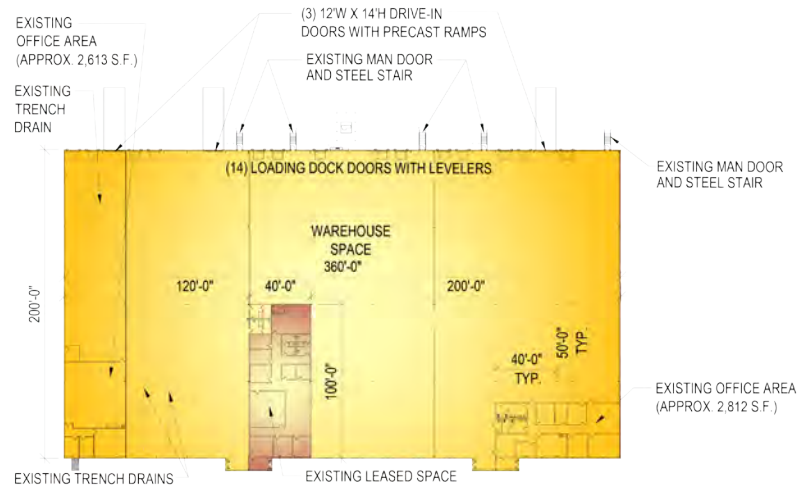 EXISTING
OFFICE AREA
(APPROX. 2,613 S.F.)
(3) 12'W X 14'H DRIVE-IN
DOORS WITH PRECAST RAMPS
EXISTING MAN DOOR
AND STEEL STAIR
EXISTING
TRENCH
DRAIN
EXISTING MAN DOOR
AND STEEL STAIR
(14) LOADING DOCK DOORS WITH LEVELERS
WAREHOUSE
SPACE
360'-0"
120'-0"
40'-0"
200'-0"
200'-0"
100'-0"
40'-0"
TYP.
50'-0"
TYP.
EXISTING OFFICE AREA
(APPROX. 2,812 S.F.)
EXISTING TRENCH DRAINS
EXISTING LEASED SPACE